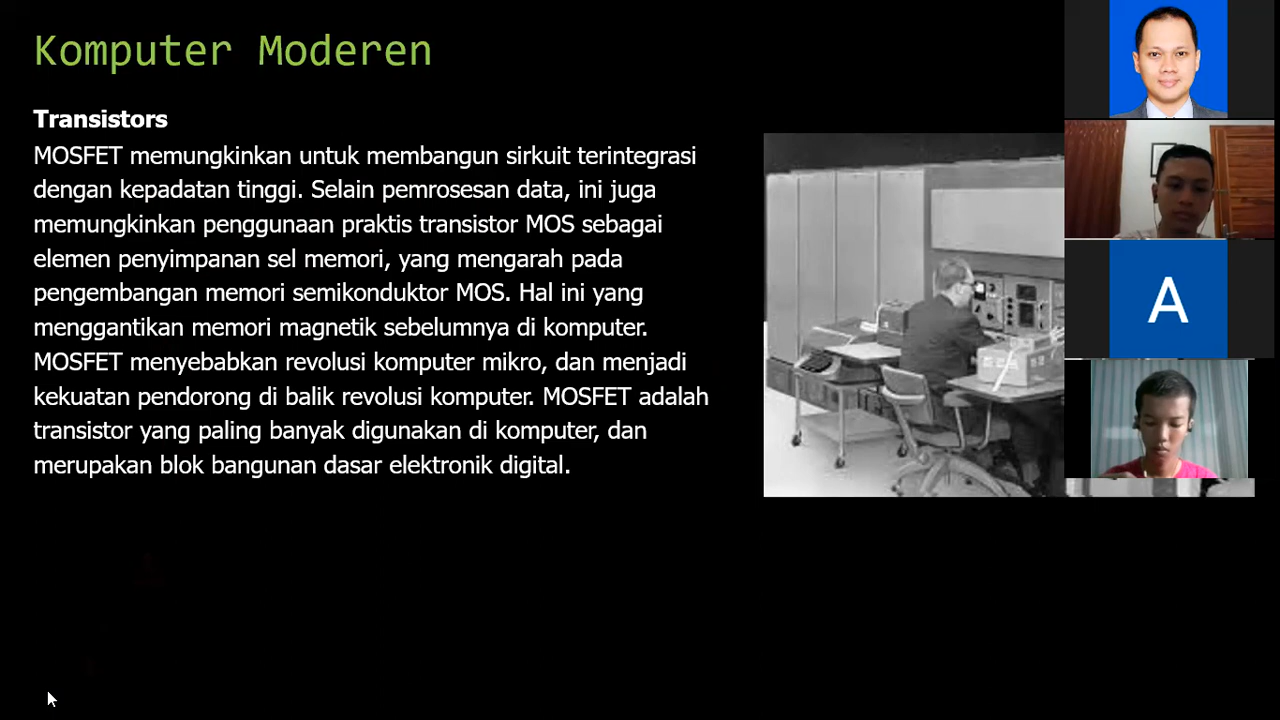 Komputer Moderen
Transistors
MOSFET memungkinkan untuk membangun sirkuit terintegrasi
dengan kepadatan tinggi. Selain pemrosesan data, ini juga
memungkinkan penggunaan praktis transistor MOS sebagai
elemen penyimpanan sel memori, yang mengarah pada
pengembangan memori semikonduktor MOS. Hal ini yang
menggantikan memori magnetik sebelumnya di komputer.
MOSFET menyebabkan revolusi komputer mikro, dan menjadi
kekuatan pendorong di balik revolusi komputer. MOSFET adalah
transistor yang paling banyak digunakan di komputer, dan
merupakan blok bangunan dasar elektronik digital.
A